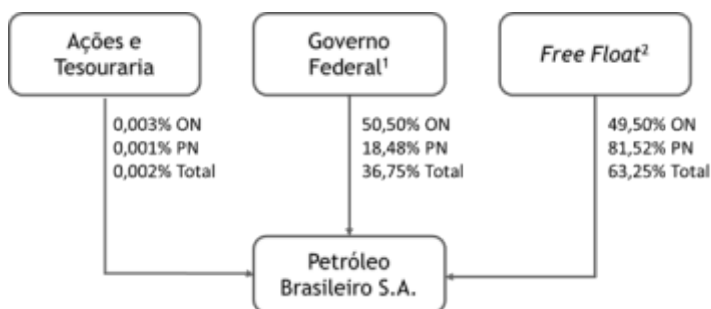 Ações e
Tesouraria
Governo
Federal¹
Free Float²
0,003% ON
0,001% PN
0,002% Total
50,50% ON
18,48% PN
36,75% Total
49,50% ON
81,52% PN
63,25% Total
Petróleo
Brasileiro S.A.